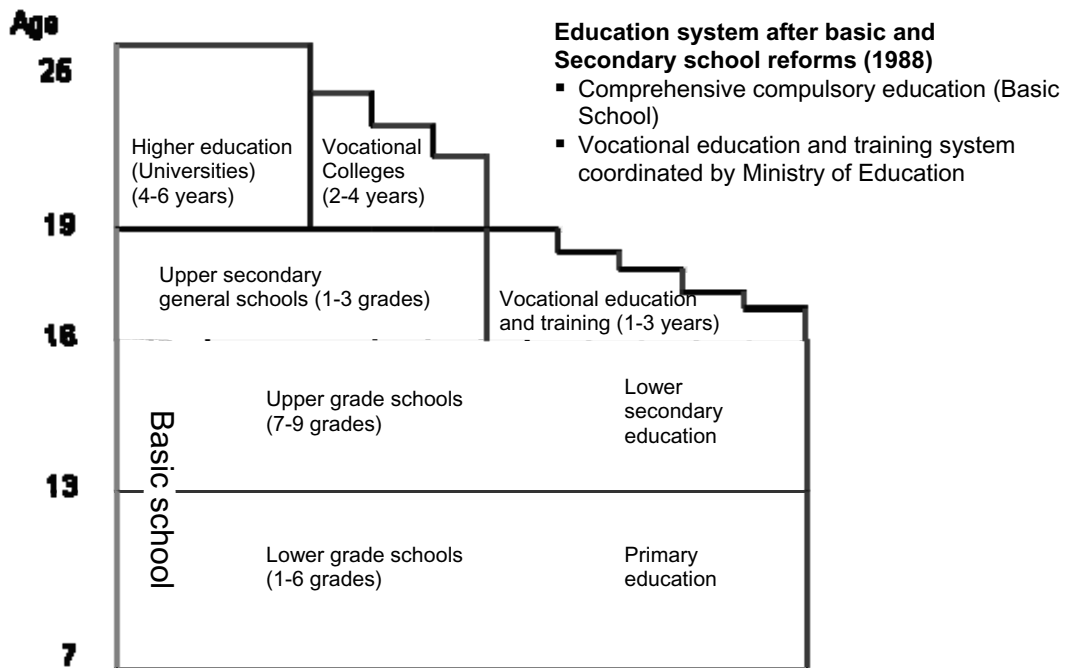 Age
Education system after basic and
Secondary school reforms (1988)
▪ Comprehensive compulsory education (Basic
School)
▪ Vocational education and training system
coordinated by Ministry of Education
25
Higher education
(Universities)
(4-6 years)
Vocational
Colleges
(2-4 years)
19
Upper secondary
general schools (1-3 grades)
Vocational education
and training (1-3 years)
16
Basic school
Upper grade schools
(7-9 grades)
Lower
secondary
education
13
Lower grade schools
(1-6 grades)
Primary
education
7